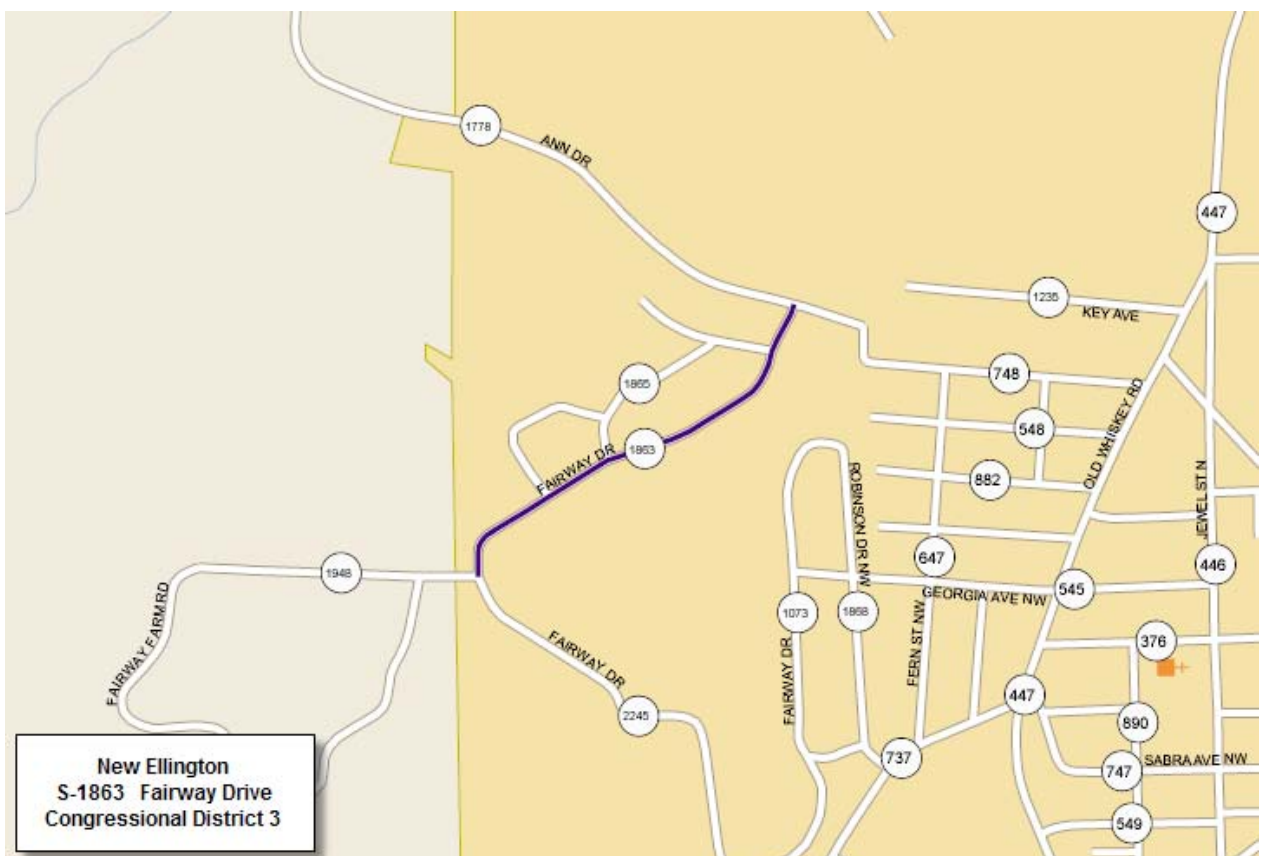 1778
ANN DR
447
1235
KEY AVE
748
1865
548
OLD WHISKEY RD
1863
FAIRWAY DR
882
ROBINSON DR NW
JEWEL ST N
647
446
1948
545
GEORGIA AVE NW
FAIRWAY FARM RD
1073
1868
FERN ST NW
376
FAIRWAY DR
FAIRWAY DR
447
2245
890
737
747
SABRA AVE NW
549
New Ellington
S-1863 Fairway Drive
Congressional District 3